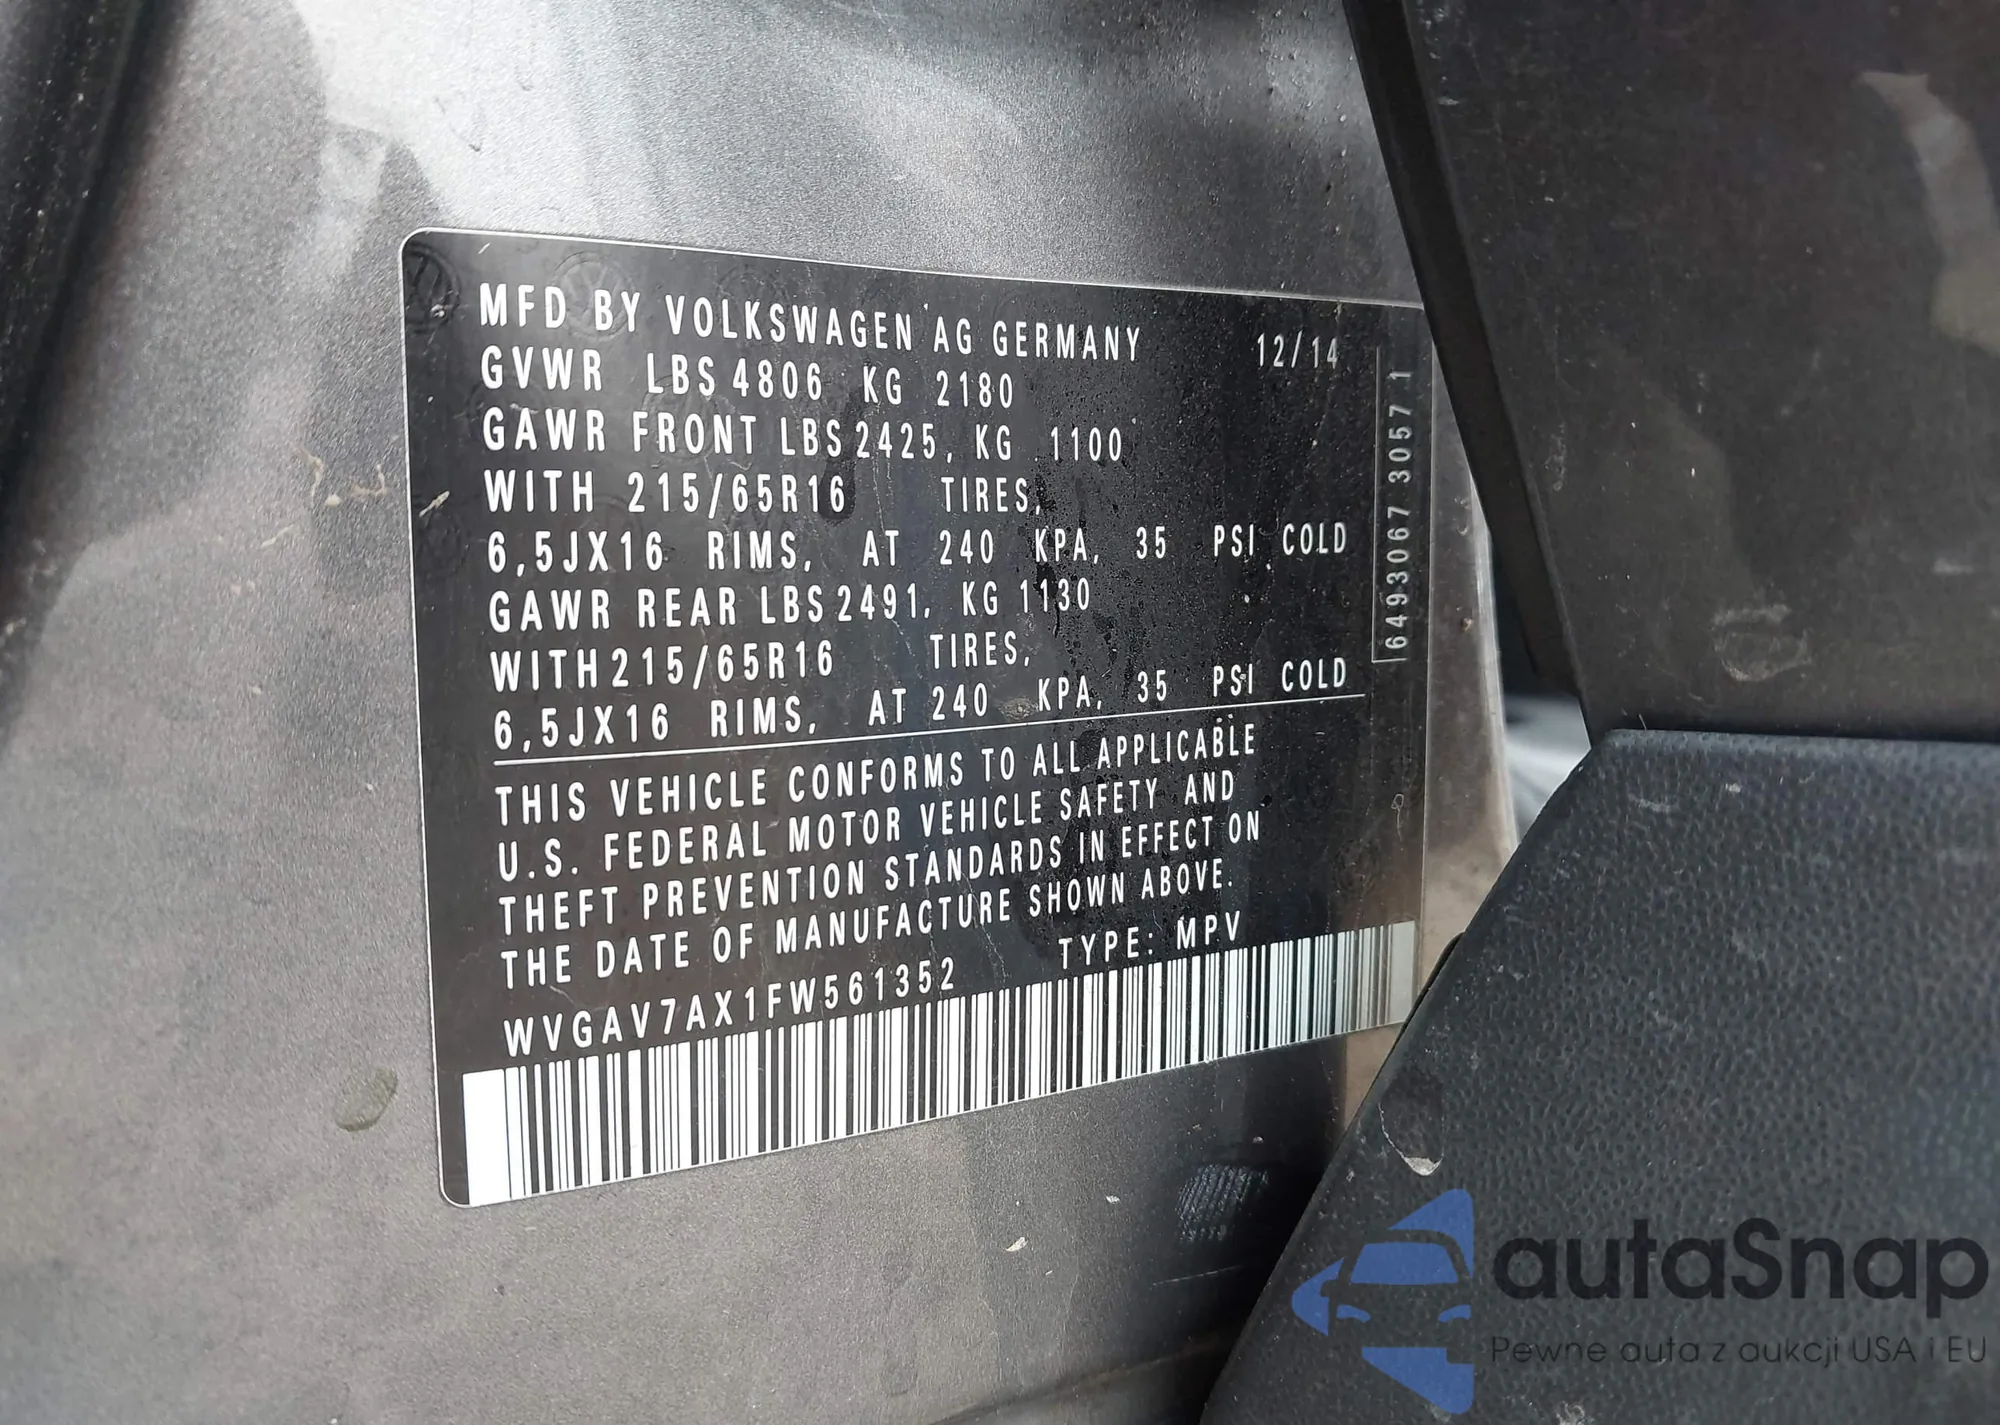 MFD BY VOLKSWAGEN AG GERMANY 12/14
GVWR LBS 4806 KG 2180
GAWR FRONT LBS 2425, KG 1100
WITH 215/65R16 TIRES,
6,5JX16 RIMS, AT 240 KPA, 35 PSI COLD
GAWR REAR LBS 2491, KG 1130
WITH 215/65R16 TIRES,
6,5JX16 RIMS, AT 240 KPA, 35 PSI COLD
THIS VEHICLE CONFORMS TO ALL APPLICABLE
U.S. FEDERAL MOTOR VEHICLE SAFETY AND
THEFT PREVENTION STANDARDS IN EFFECT ON
THE DATE OF MANUFACTURE SHOWN ABOVE.
WVGAV7AX1FW561352 TYPE: MPV
6493067 3057 1
autaSnap
Pewne auta z aukcji USA i EU